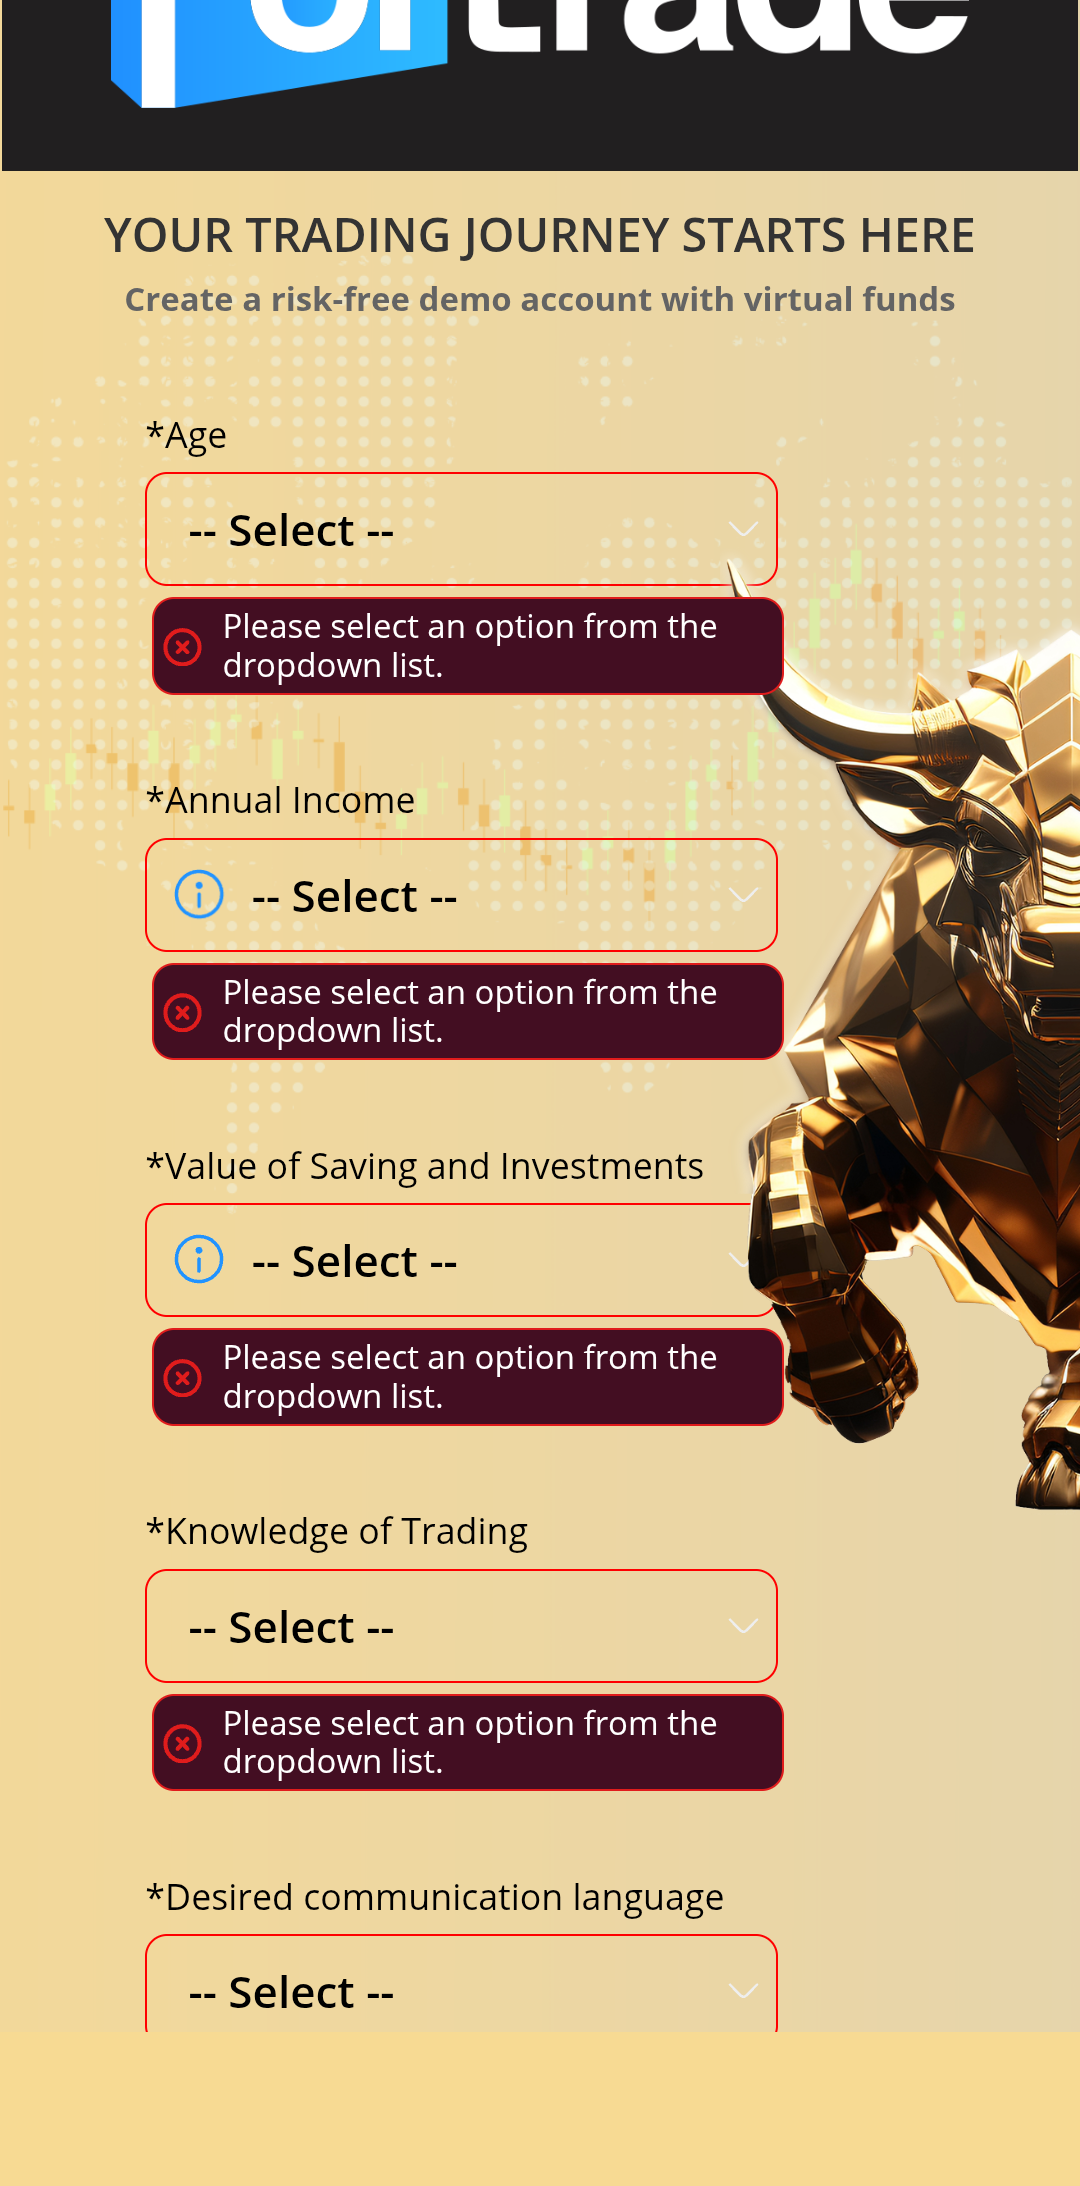 Fortrade
YOUR TRADING JOURNEY STARTS HERE
Create a risk-free demo account with virtual funds
*Age
-- Select --
Please select an option from the
dropdown list.
*Annual Income
-- Select --
Please select an option from the
dropdown list.
*Value of Saving and Investments
-- Select --
Please select an option from the
dropdown list.
*Knowledge of Trading
-- Select --
Please select an option from the
dropdown list.
*Desired communication language
-- Select --